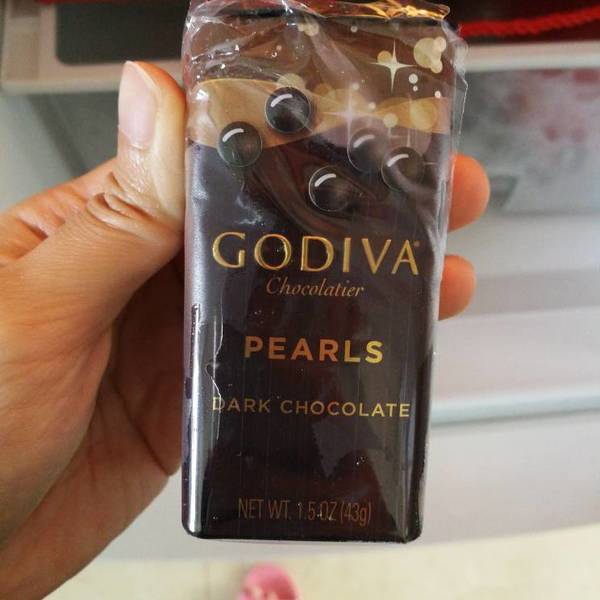 GODIVA
Chocolatier
PEARLS
DARK CHOCOLATE
NET WT. 1.5 OZ (43g)